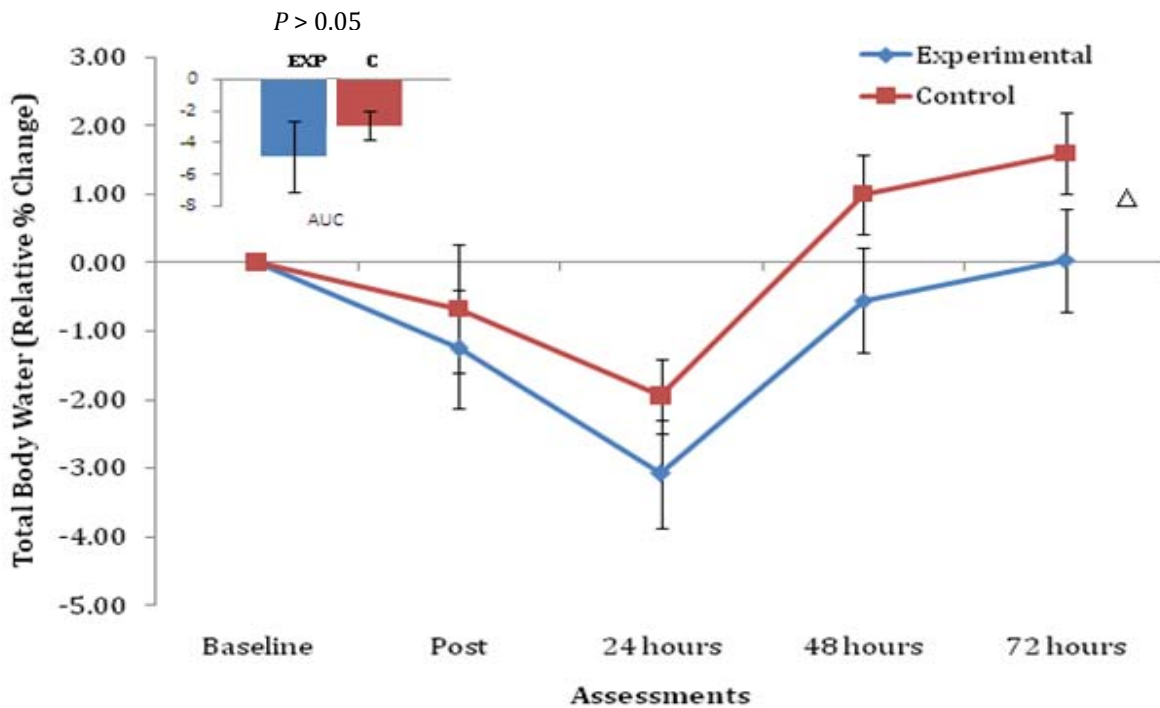 P > 0.05
EXP C
0
-2
-4
-6
-8
AUC
Experimental
Control
3.00
2.00
1.00
0.00
-1.00
-2.00
-3.00
-4.00
-5.00
Total Body Water (Relative % Change)
Δ
Baseline Post 24 hours 48 hours 72 hours
Assessments